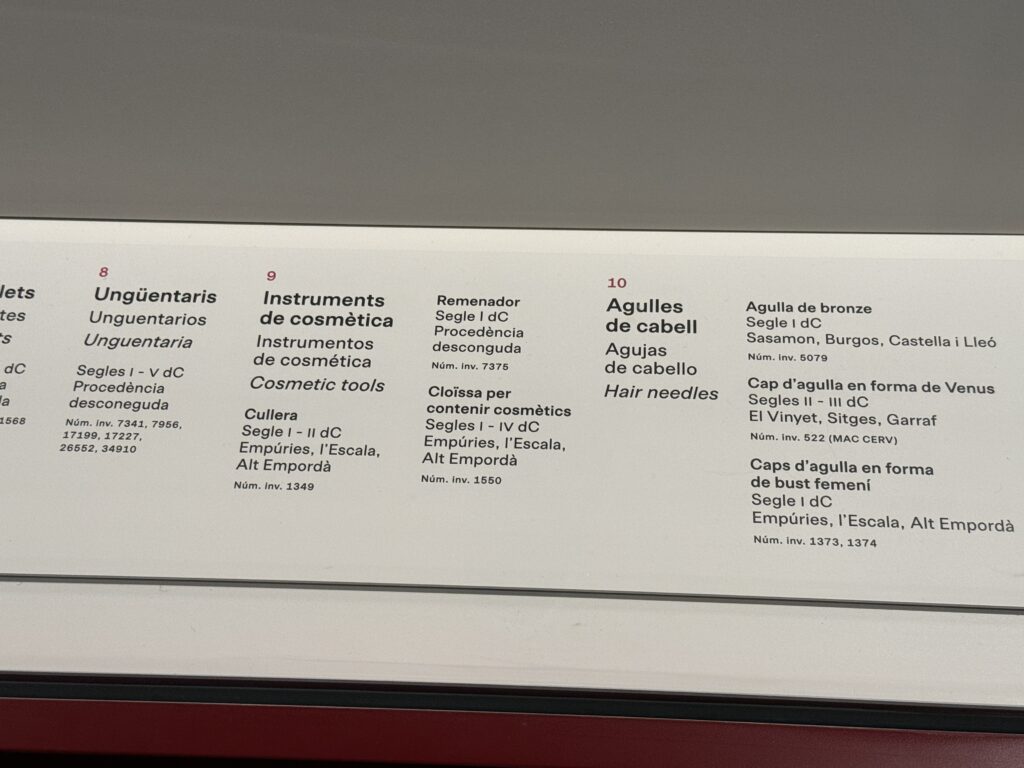 lets
tes
ts
dC
a
la
1568
8
Ungüentaris
Unguentarios
Unguentaria
Segles I - V dC
Procedència
desconeguda
Núm. inv. 7341, 7956,
17199, 17227,
26552, 34910
9
Instruments
de cosmètica
Instrumentos
de cosmética
Cosmetic tools
Cullera
Segle I - II dC
Empúries, l'Escala,
Alt Empordà
Núm. inv. 1349
Remenador
Segle I dC
Procedència
desconguda
Núm. inv. 7375
Cloïssa per
contenir cosmètics
Segles I - IV dC
Empúries, l'Escala,
Alt Empordà
Núm. inv. 1550
10
Agulles
de cabell
Agujas
de cabello
Hair needles
Agulla de bronze
Segle I dC
Sasamon, Burgos, Castella i Lleó
Núm. inv. 5079
Cap d'agulla en forma de Venus
Segles II - III dC
El Vinyet, Sitges, Garraf
Núm. inv. 522 (MAC CERV)
Caps d'agulla en forma
de bust femení
Segle I dC
Empúries, l'Escala, Alt Empordà
Núm. inv. 1373, 1374